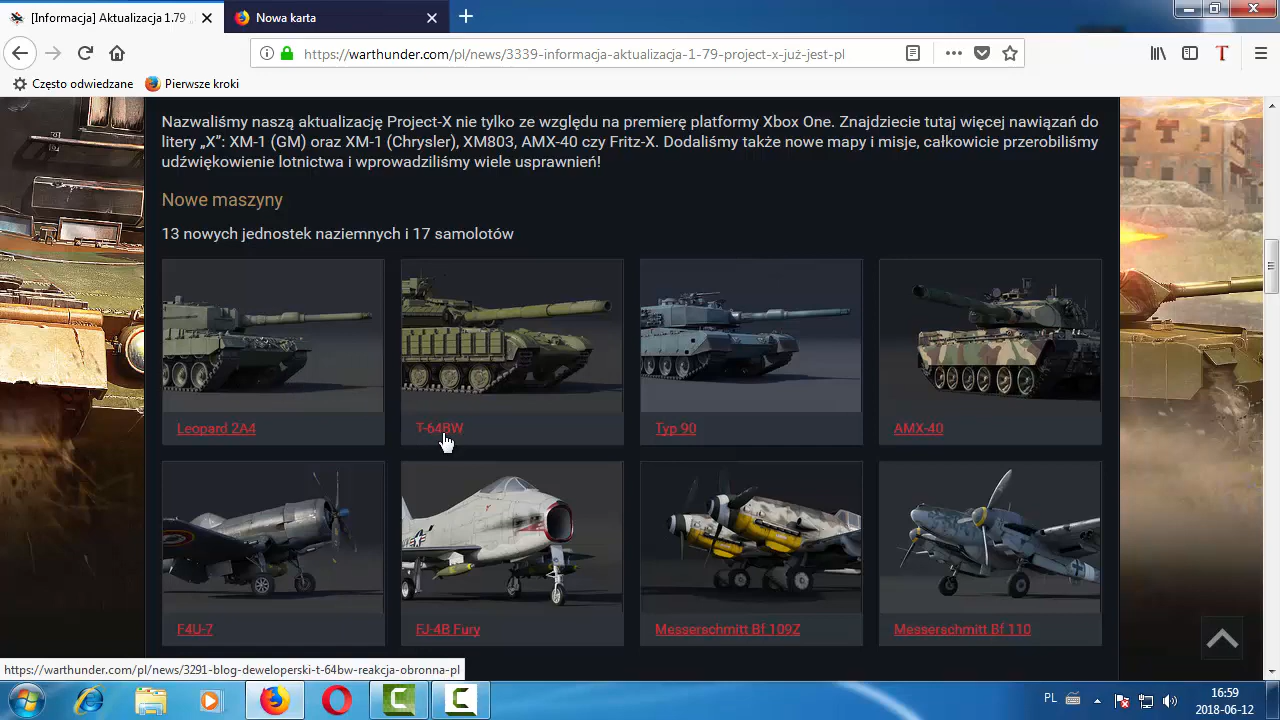 [Informacja] Aktualizacja 1.79
Nowa karta
https://warthunder.com/pl/news/3339-informacja-aktualizacja-1-79-project-x-już-jest-pl
Często odwiedzane
Pierwsze kroki
Nazwaliśmy naszą aktualizację Project-X nie tylko ze względu na premierę platformy Xbox One. Znajdziecie tutaj więcej nawiązań do
litery „X”: XM-1 (GM) oraz XM-1 (Chrysler), XM803, AMX-40 czy Fritz-X. Dodaliśmy także nowe mapy i misje, całkowicie przerobiliśmy
udźwiękowienie lotnictwa i wprowadziliśmy wiele usprawnień!
Nowe maszyny
13 nowych jednostek naziemnych i 17 samolotów
Leopard 2A4
T-64BW
Typ 90
AMX-40
F4U-7
FJ-4B Fury
Messerschmitt Bf 109Z
Messerschmitt Bf 110
https://warthunder.com/pl/news/3291-blog-deweloperski-t-64bw-reakcja-obronna-pl
PL
16:59
2018-06-12